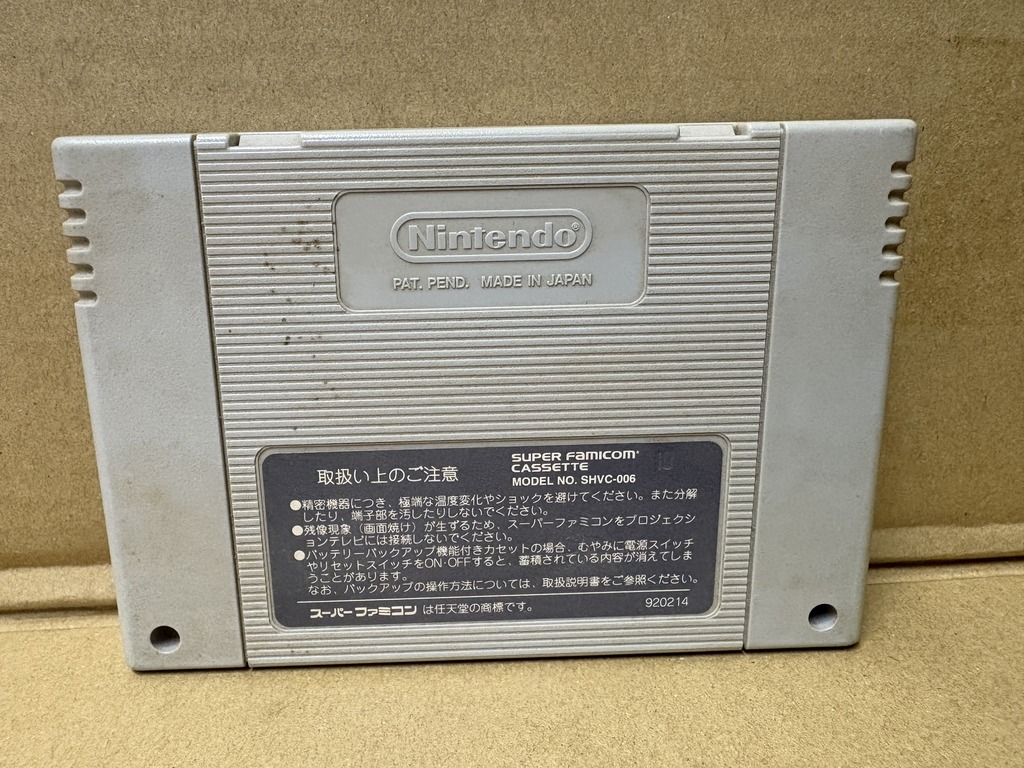 Nintendo®
PAT. PEND. MADE IN JAPAN
取扱い上のご注意
SUPER FAMICOM
CASSETTE
MODEL NO. SHVC-006
●精密機器につき、極端な温度変化やショックを避けてください。また分解
したり、端子部を汚したりしないでください。
●残像現象（画面焼け）が生ずるため、スーパーファミコンをプロジェクシ
ョンテレビには接続しないでください。
●バッテリーバックアップ機能付きカセットの場合、むやみに電源スイッチ
やリセットスイッチをON・OFFすると、蓄積されている内容が消えてしま
うことがあります。
なお、バックアップの操作方法については、取扱説明書をご参照ください。
スーパーファミコンは任天堂の商標です。
920214